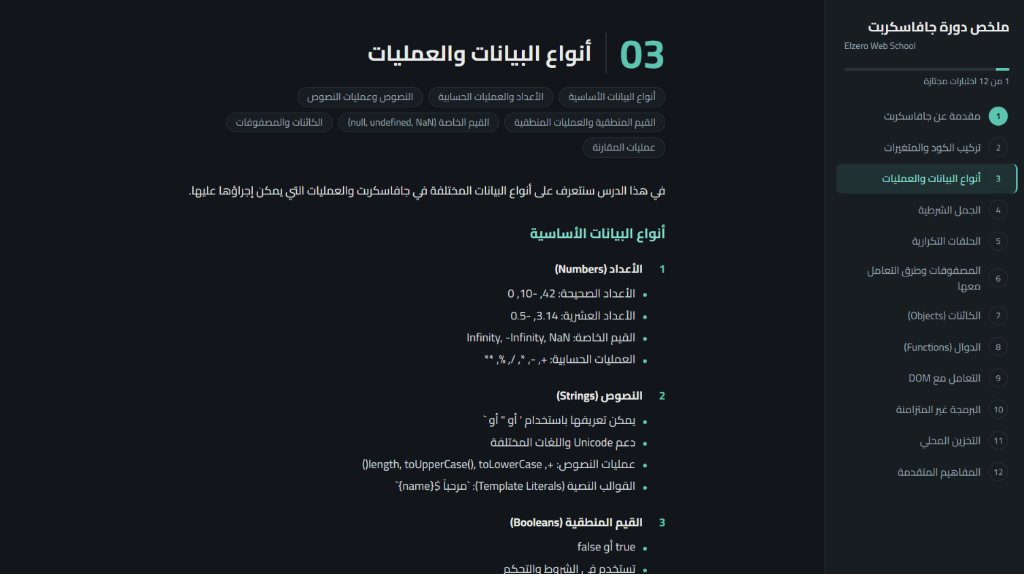 ملخص دورة جافاسكربت
Elzero Web School
1 من 12 اختبارات مجتازة
1 مقدمة عن جافاسكربت
2 تركيب الكود والمتغيرات
3 أنواع البيانات والعمليات
4 الجمل الشرطية
5 الحلقات التكرارية
6 المصفوفات وطرق التعامل
معها
7 الكائنات (Objects)
8 الدوال (Functions)
9 التعامل مع DOM
10 البرمجة غير المتزامنة
11 التخزين المحلي
12 المفاهيم المتقدمة
03 أنواع البيانات والعمليات
أنواع البيانات الأساسية الأعداد والعمليات الحسابية النصوص وعمليات النصوص
القيم المنطقية والعمليات المنطقية القيم الخاصة (null, undefined, NaN) الكائنات والمصفوفات
عمليات المقارنة
في هذا الدرس سنتعرف على أنواع البيانات المختلفة في جافاسكربت والعمليات التي يمكن إجراؤها عليها.
أنواع البيانات الأساسية
1 الأعداد (Numbers)
• الأعداد الصحيحة: 42, -10, 0
• الأعداد العشرية: 3.14, -0.5
• القيم الخاصة: Infinity, -Infinity, NaN
• العمليات الحسابية: +, -, *, /, %, **
2 النصوص (Strings)
• يمكن تعريفها باستخدام ' أو " أو `
• دعم Unicode واللغات المختلفة
• عمليات النصوص: +, length, toUpperCase(), toLowerCase()
• القوالب النصية (Template Literals): `مرحباً ${name}`
3 القيم المنطقية (Booleans)
• true أو false
• تستخدم في الشروط والتحكم